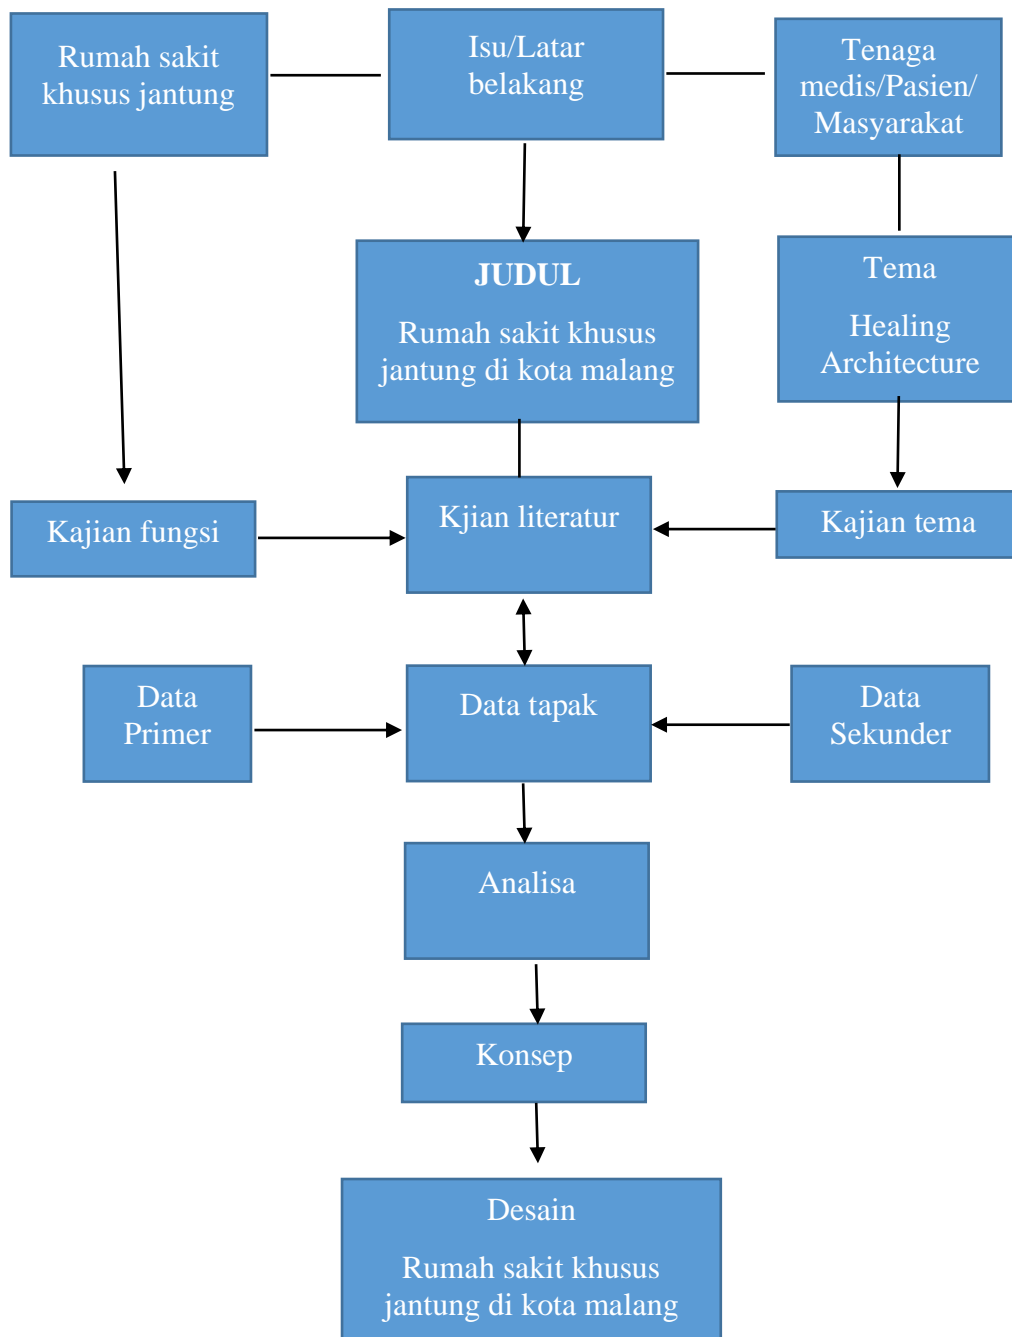 Rumah sakit
khusus jantung
Isu/Latar
belakang
Tenaga
medis/Pasien/
Masyarakat
JUDUL
Rumah sakit khusus
jantung di kota malang
Tema
Healing
Architecture
Kajian fungsi
Kjian literatur
Kajian tema
Data
Primer
Data tapak
Data
Sekunder
Analisa
Konsep
Desain
Rumah sakit khusus
jantung di kota malang